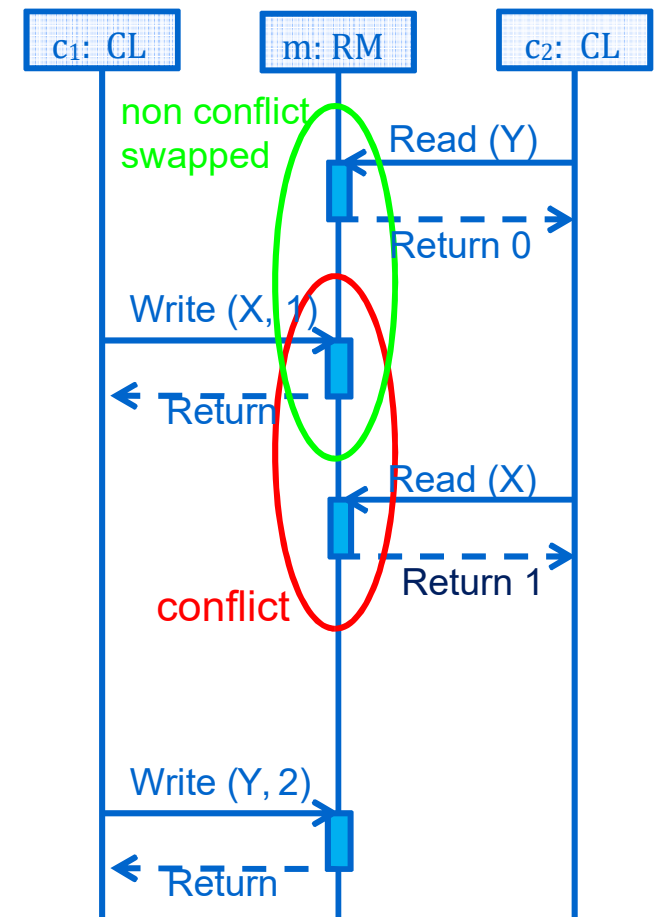 c₁: CL
m: RM
c₂: CL
non conflict
swapped
Read (Y)
Return 0
Write (X, 1)
Return
Read (X)
Return 1
conflict
Write (Y, 2)
Return